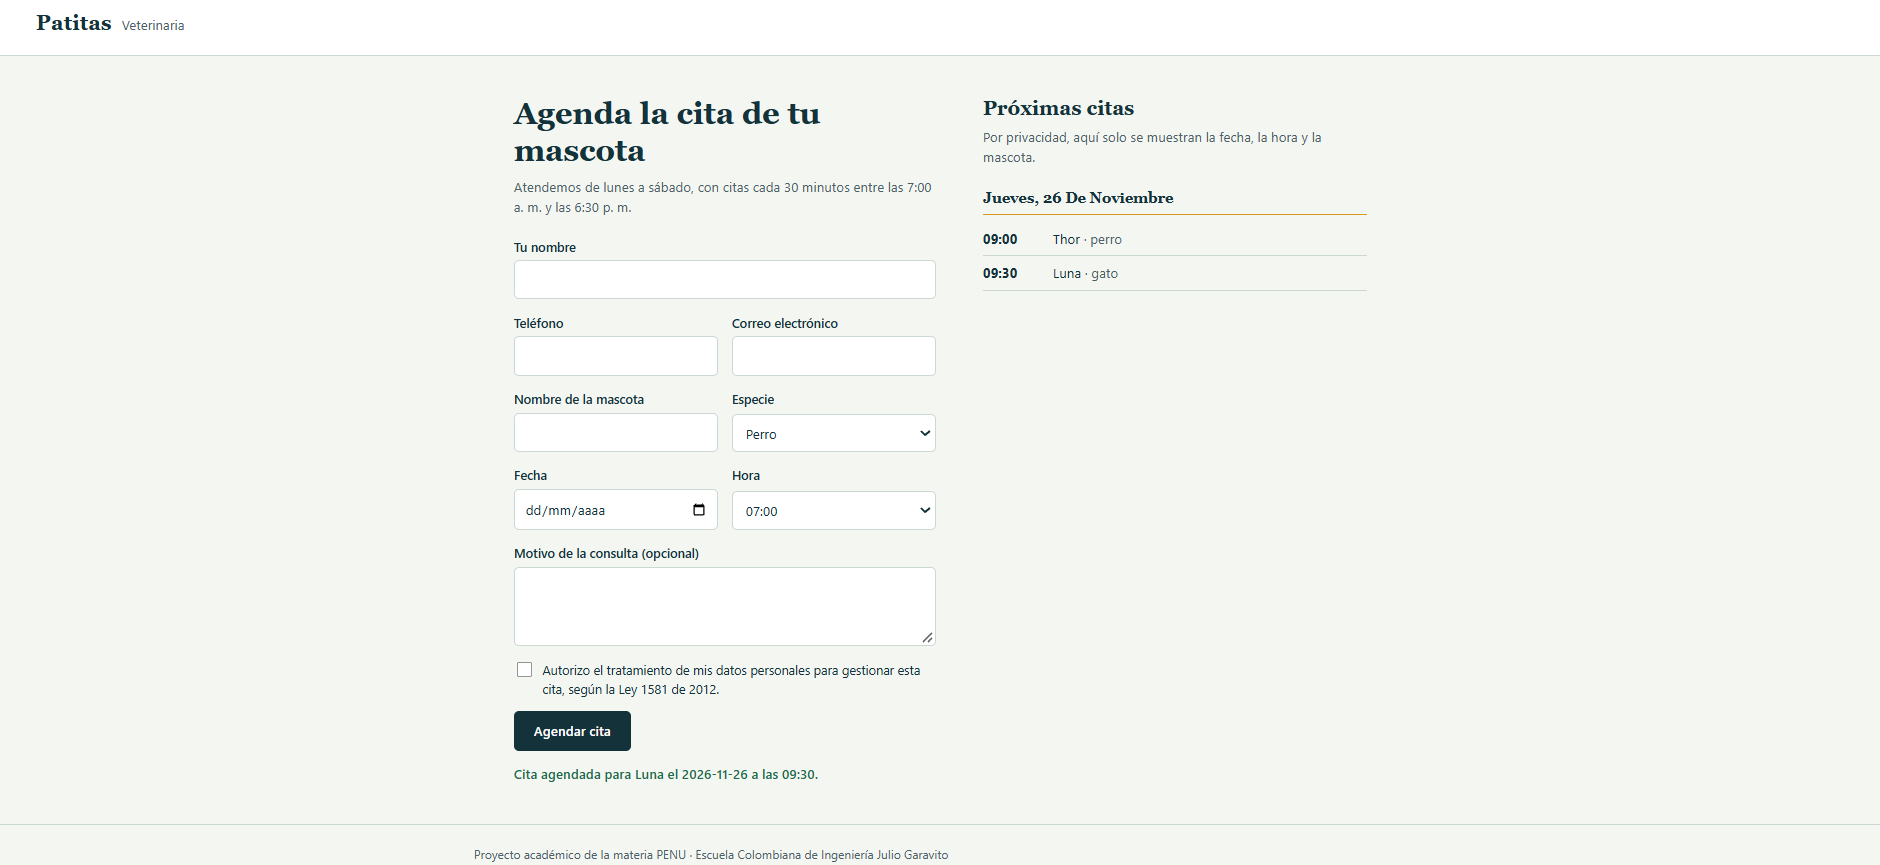 Patitas Veterinaria
Agenda la cita de tu
mascota
Atendemos de lunes a sábado, con citas cada 30 minutos entre las 7:00
a. m. y las 6:30 p. m.
Tu nombre
Teléfono Correo electrónico
Nombre de la mascota Especie
Perro
Fecha Hora
dd/mm/aaaa 07:00
Motivo de la consulta (opcional)
Autorizo el tratamiento de mis datos personales para gestionar esta
cita, según la Ley 1581 de 2012.
Agendar cita
Cita agendada para Luna el 2026-11-26 a las 09:30.
Próximas citas
Por privacidad, aquí solo se muestran la fecha, la hora y la
mascota.
Jueves, 26 De Noviembre
09:00 Thor · perro
09:30 Luna · gato
Proyecto académico de la materia PENU · Escuela Colombiana de Ingeniería Julio Garavito